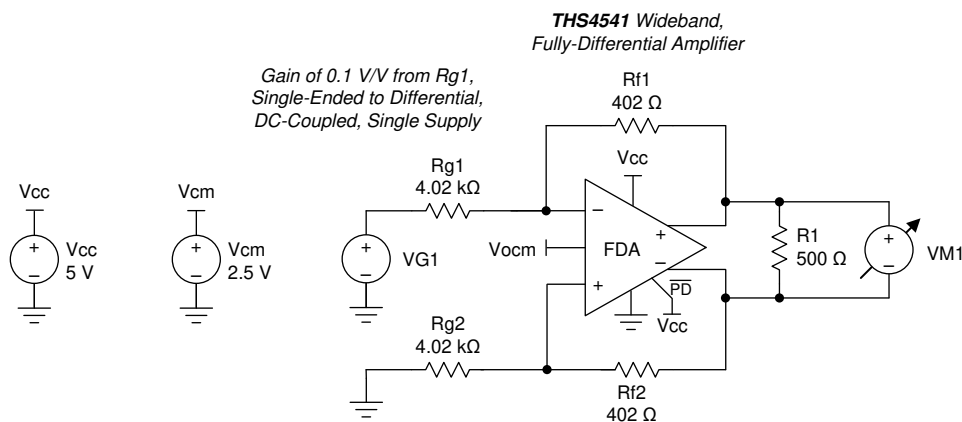 THS4541 Wideband,
Fully-Differential Amplifier
Gain of 0.1 V/V from Rg1,
Single-Ended to Differential,
DC-Coupled, Single Supply
Rf1
402 Ω
Vcc
Rg1
4.02 kΩ
Vcc
Vcm
+
−
Vcc
5 V
+
−
Vcm
2.5 V
+
−
VG1
Vocm
−
+
FDA
+
−
PD
Vcc
R1
500 Ω
+
−
VM1
Rg2
4.02 kΩ
Rf2
402 Ω